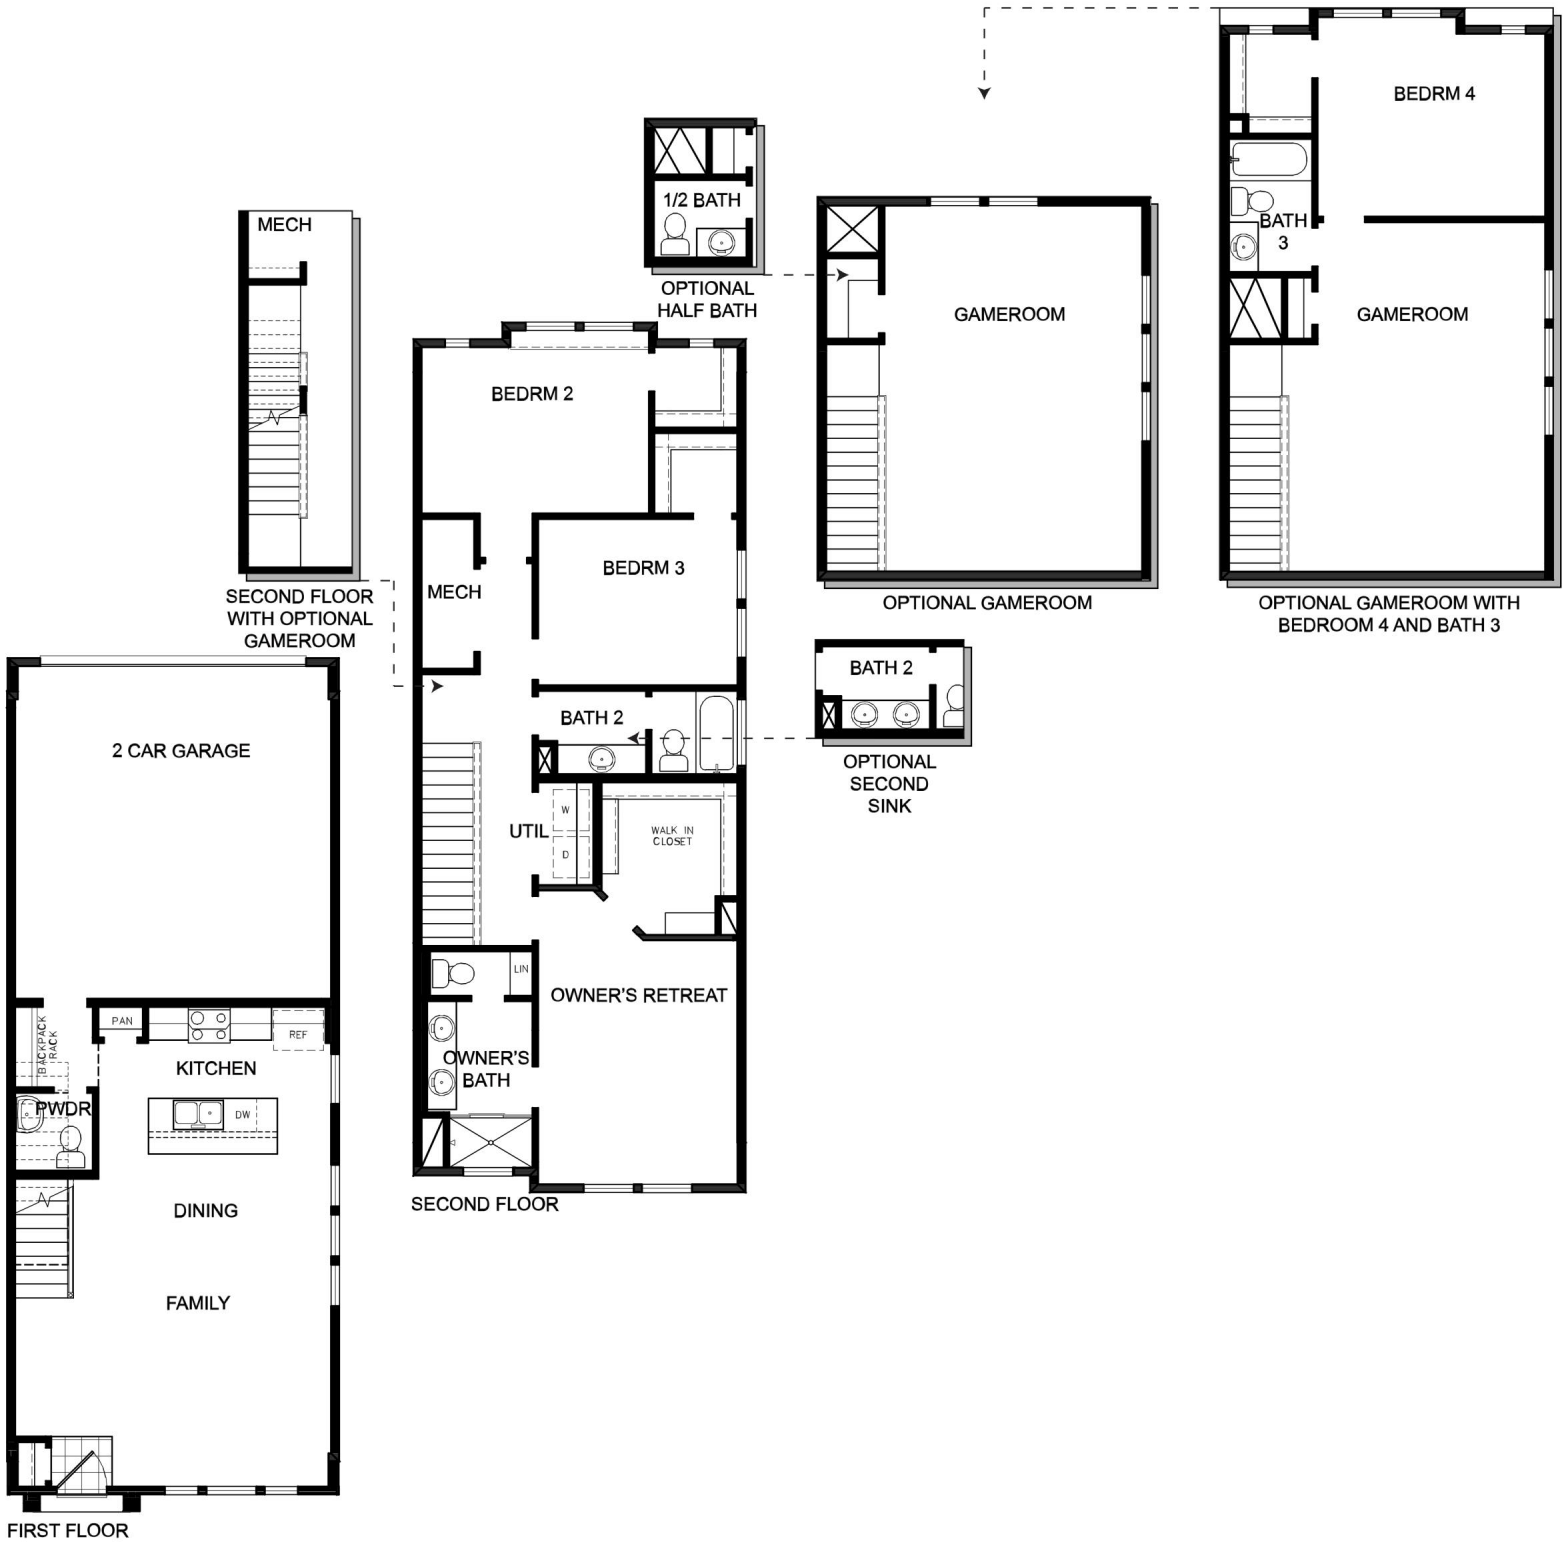 MECH
SECOND FLOOR
WITH OPTIONAL
GAMEROOM
1/2 BATH
OPTIONAL
HALF BATH
GAMEROOM
OPTIONAL GAMEROOM
BEDRM 4
BATH
3
GAMEROOM
OPTIONAL GAMEROOM WITH
BEDROOM 4 AND BATH 3
BATH 2
OPTIONAL
SECOND
SINK
BEDRM 2
BEDRM 3
MECH
BATH 2
UTIL
W
D
WALK IN
CLOSET
LIN
OWNER'S RETREAT
OWNER'S
BATH
SECOND FLOOR
2 CAR GARAGE
BACKPACK
RACK
PAN
REF
KITCHEN
PWDR
DW
DINING
FAMILY
FIRST FLOOR